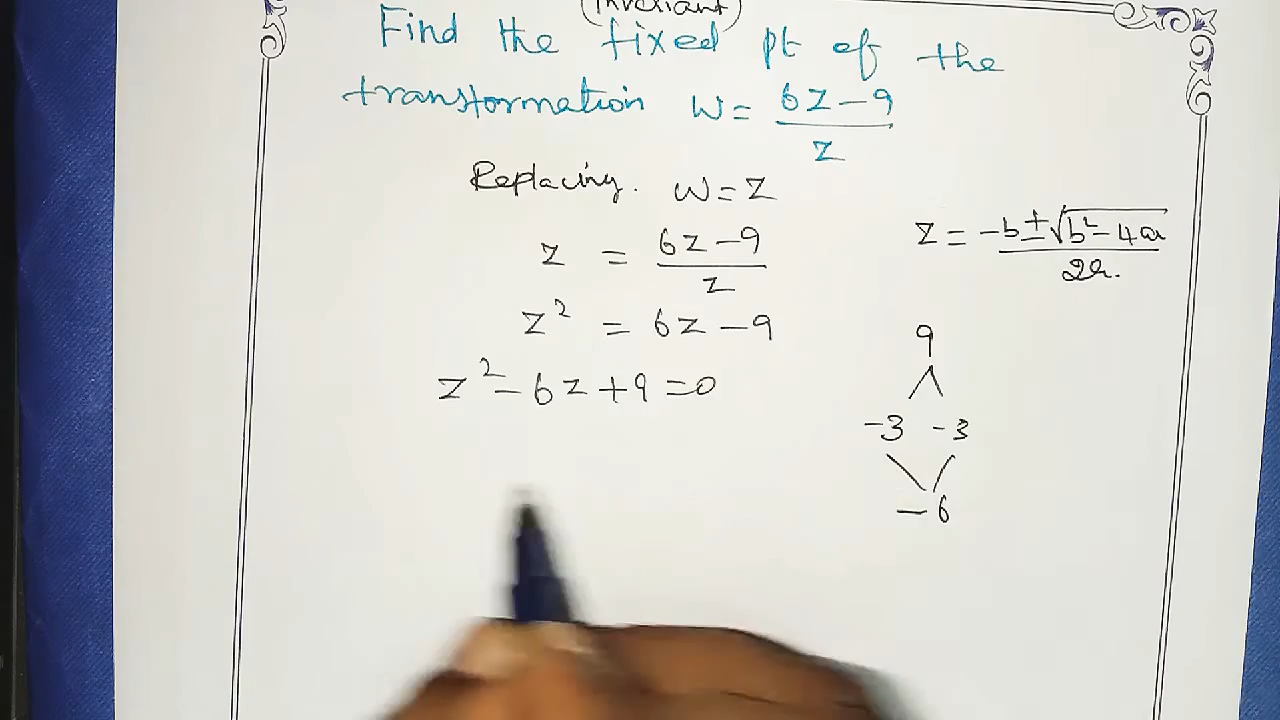 (Invariant)
Find the fixed pt of the
transformation w = 6z-9 / z
Replacing. w = z
z = 6z-9 / z
z² = 6z-9
z²-6z+9=0
z = -b±√b²-4ac / 2a.
9
-3 -3
-6